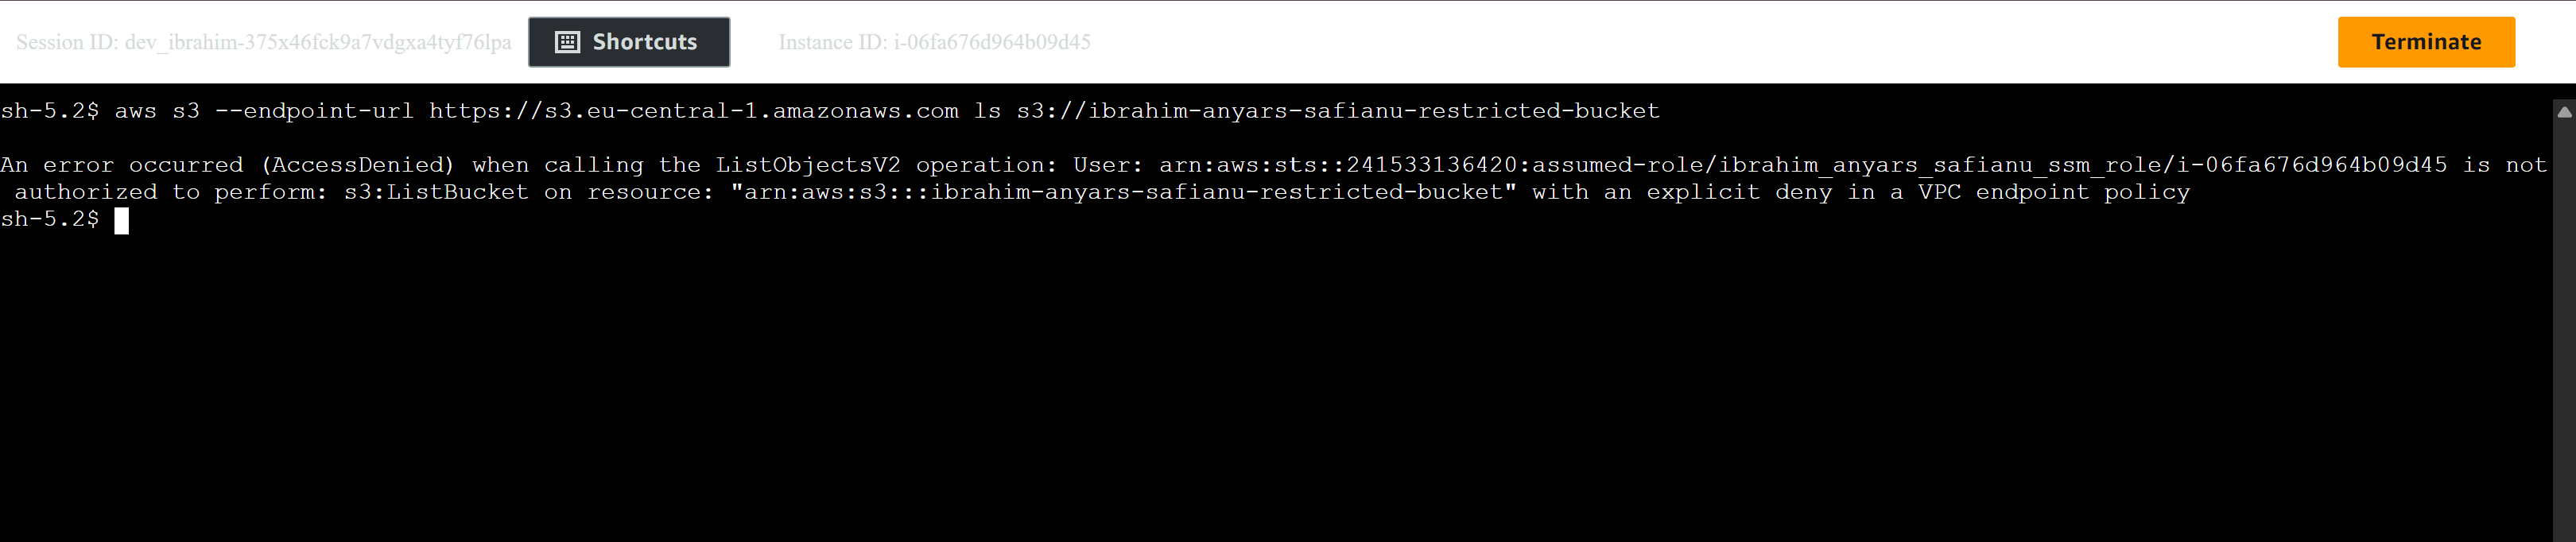 Session ID: dev_ibrahim-375x46fck9a7vdgxa4tyf76lpa Shortcuts Instance ID: i-06fa676d964b09d45 Terminate
sh-5.2$ aws s3 --endpoint-url https://s3.eu-central-1.amazonaws.com ls s3://ibrahim-anyars-safianu-restricted-bucket
An error occurred (AccessDenied) when calling the ListObjectsV2 operation: User: arn:aws:sts::241533136420:assumed-role/ibrahim_anyars_safianu_ssm_role/i-06fa676d964b09d45 is not
authorized to perform: s3:ListBucket on resource: "arn:aws:s3:::ibrahim-anyars-safianu-restricted-bucket" with an explicit deny in a VPC endpoint policy
sh-5.2$